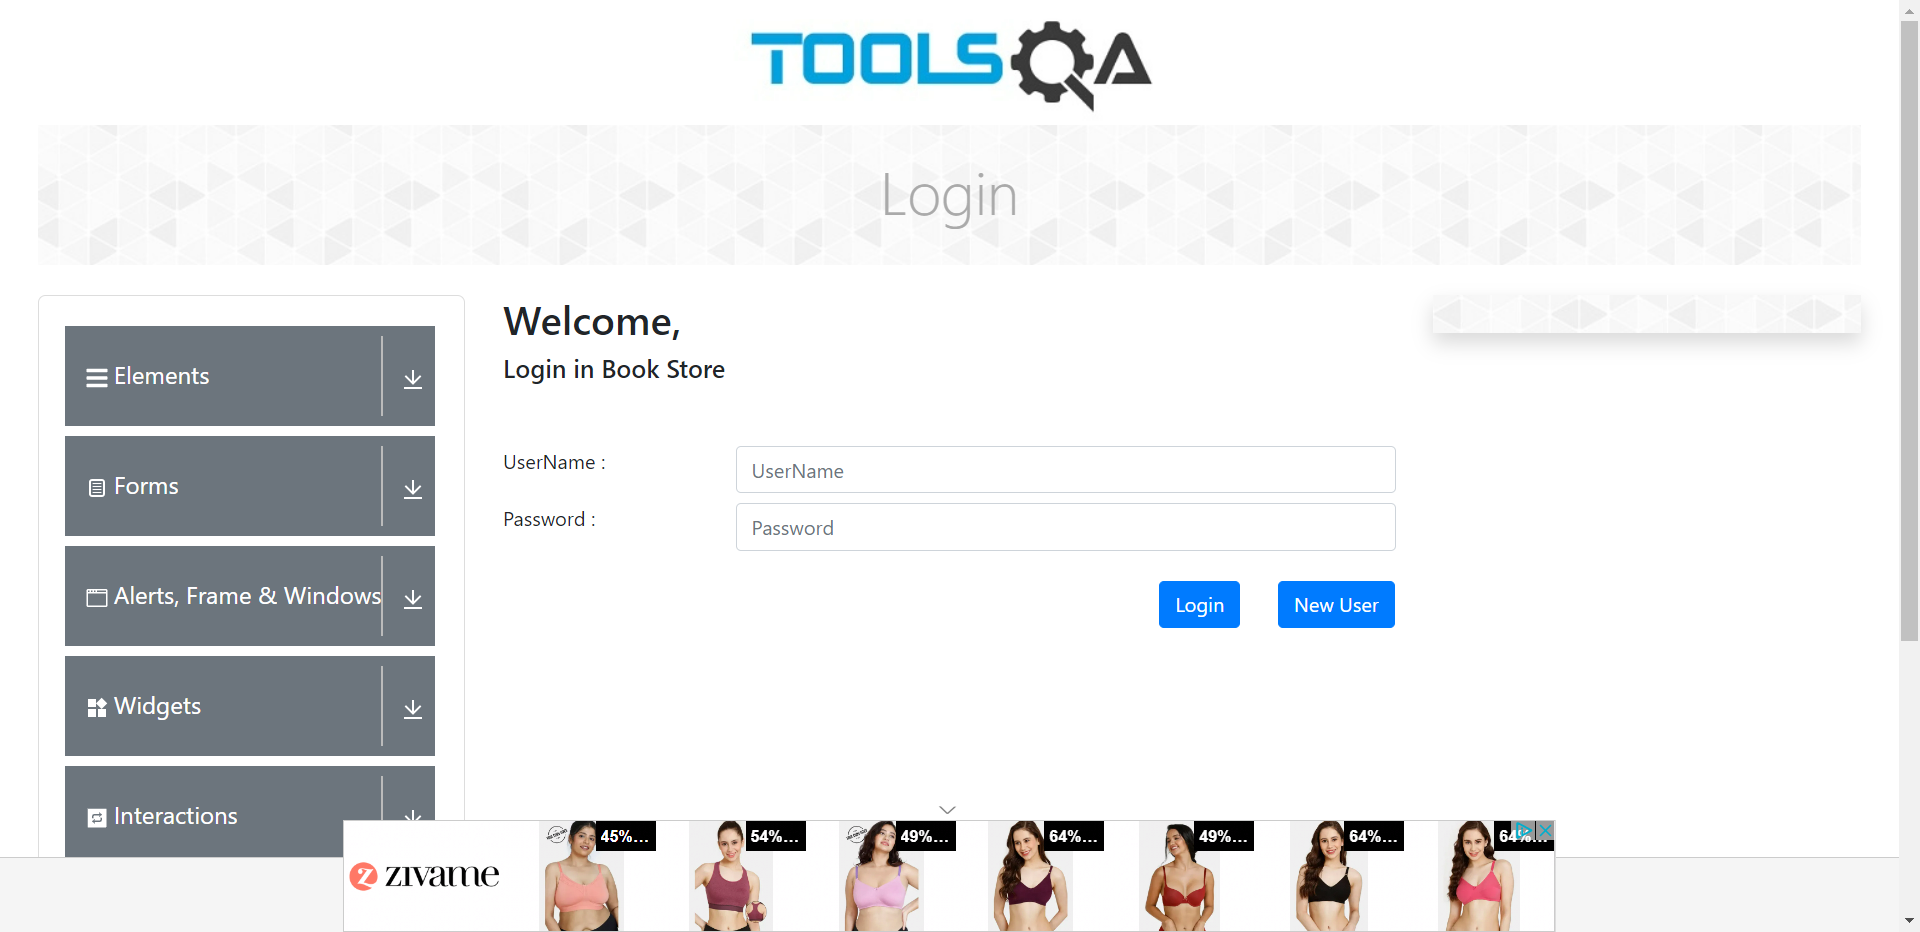 TOOLSQA
Login
Elements
Forms
Alerts, Frame & Windows
Widgets
Interactions
Welcome,
Login in Book Store
UserName :
UserName
Password :
Password
Login
New User
zivame
45%...
54%...
49%...
64%...
49%...
64%...
64%...